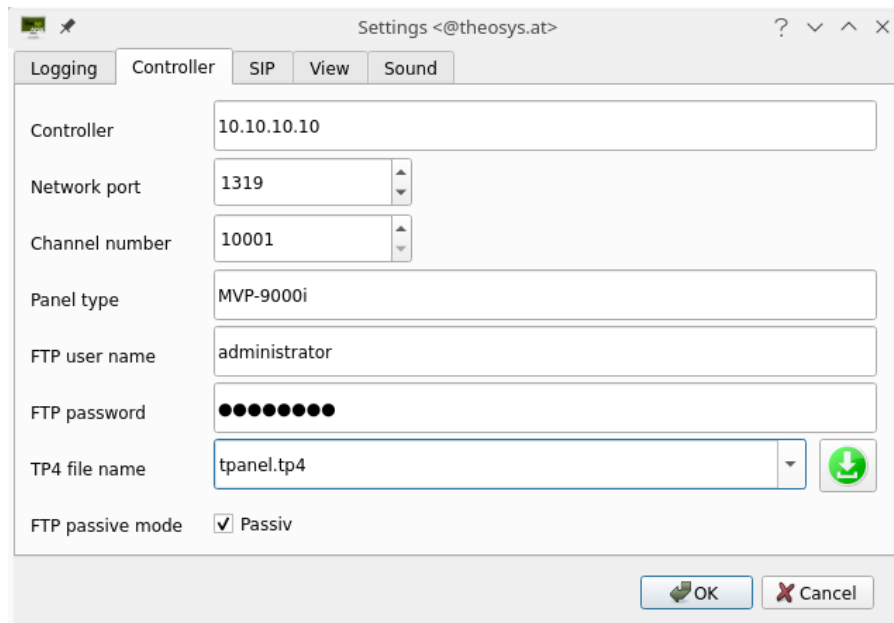 Settings <@theosys.at>
Logging Controller SIP View Sound
Controller 10.10.10.10
Network port 1319
Channel number 10001
Panel type MVP-9000i
FTP user name administrator
FTP password ●●●●●●●●
TP4 file name tpanel.tp4
FTP passive mode Passiv
OK Cancel